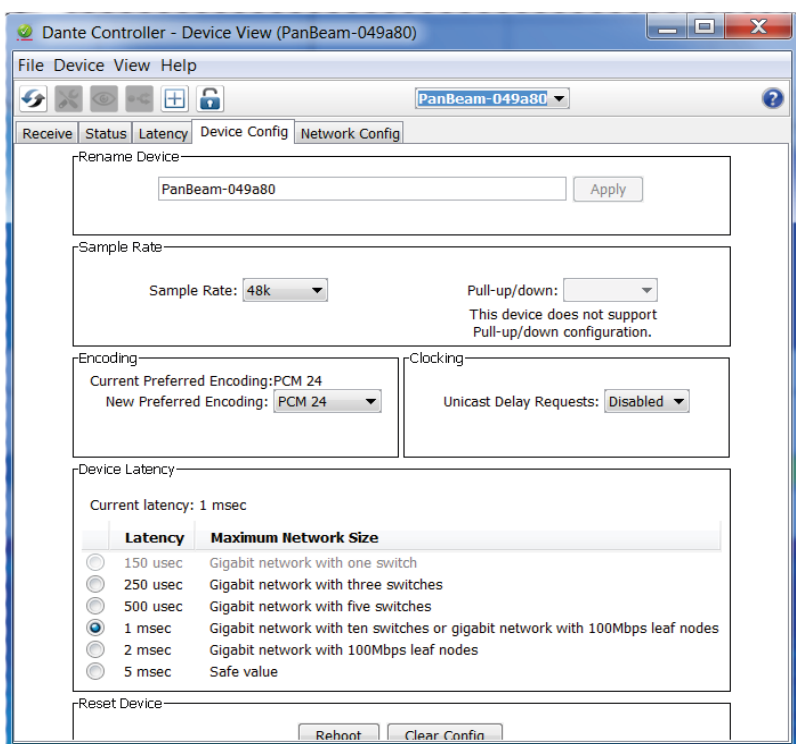 Dante Controller - Device View (PanBeam-049a80)
File Device View Help
PanBeam-049a80
Receive Status Latency Device Config Network Config
Rename Device
PanBeam-049a80 Apply
Sample Rate
Sample Rate: 48k Pull-up/down:
This device does not support
Pull-up/down configuration.
Encoding Clocking
Current Preferred Encoding:PCM 24
New Preferred Encoding: PCM 24 Unicast Delay Requests: Disabled
Device Latency
Current latency: 1 msec
Latency Maximum Network Size
150 usec Gigabit network with one switch
250 usec Gigabit network with three switches
500 usec Gigabit network with five switches
1 msec Gigabit network with ten switches or gigabit network with 100Mbps leaf nodes
2 msec Gigabit network with 100Mbps leaf nodes
5 msec Safe value
Reset Device
Reboot Clear Config